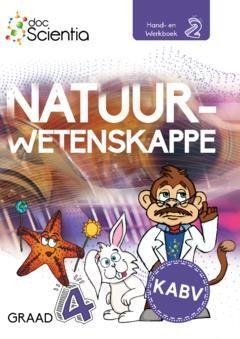 doc
Scientia
Hand- en
Werkboek 2
NATUUR-
WETENSKAPPE
GRAAD 4
KABV